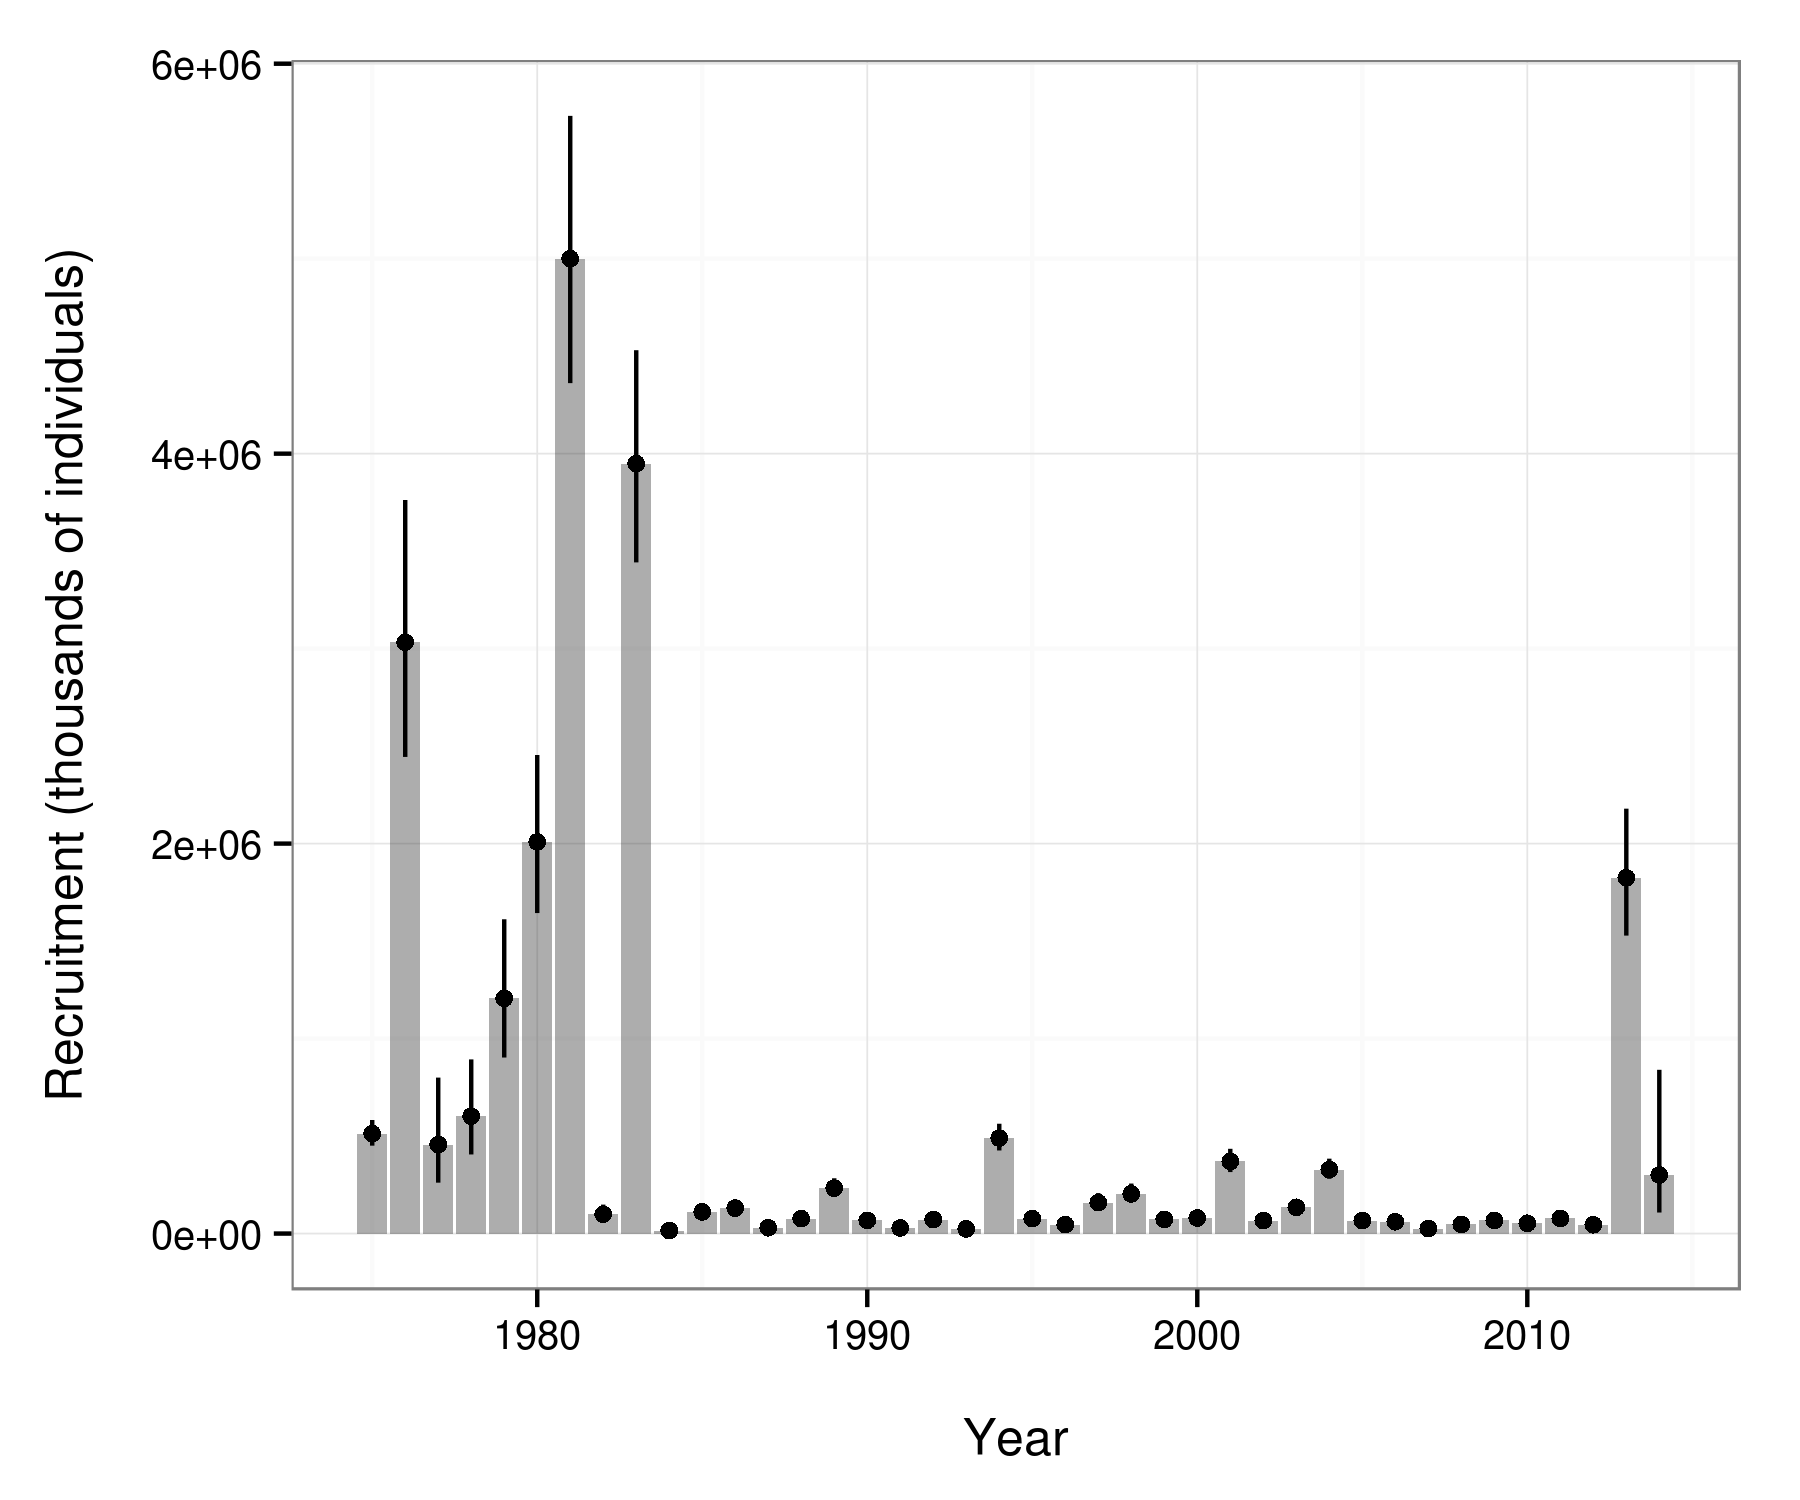 6e+06
4e+06
2e+06
0e+00
Recruitment (thousands of individuals)
1980 1990 2000 2010
Year